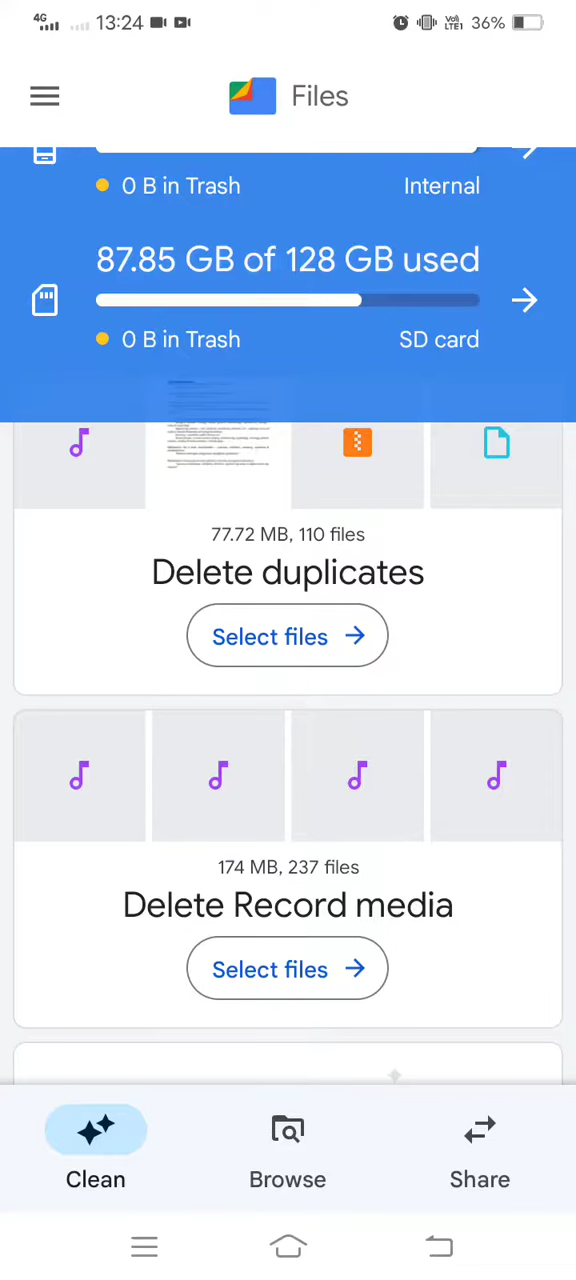 4G 13:24 VoLTE1 36%
Files
0 B in Trash Internal
87.85 GB of 128 GB used
0 B in Trash SD card
77.72 MB, 110 files
Delete duplicates
Select files
174 MB, 237 files
Delete Record media
Select files
Clean Browse Share